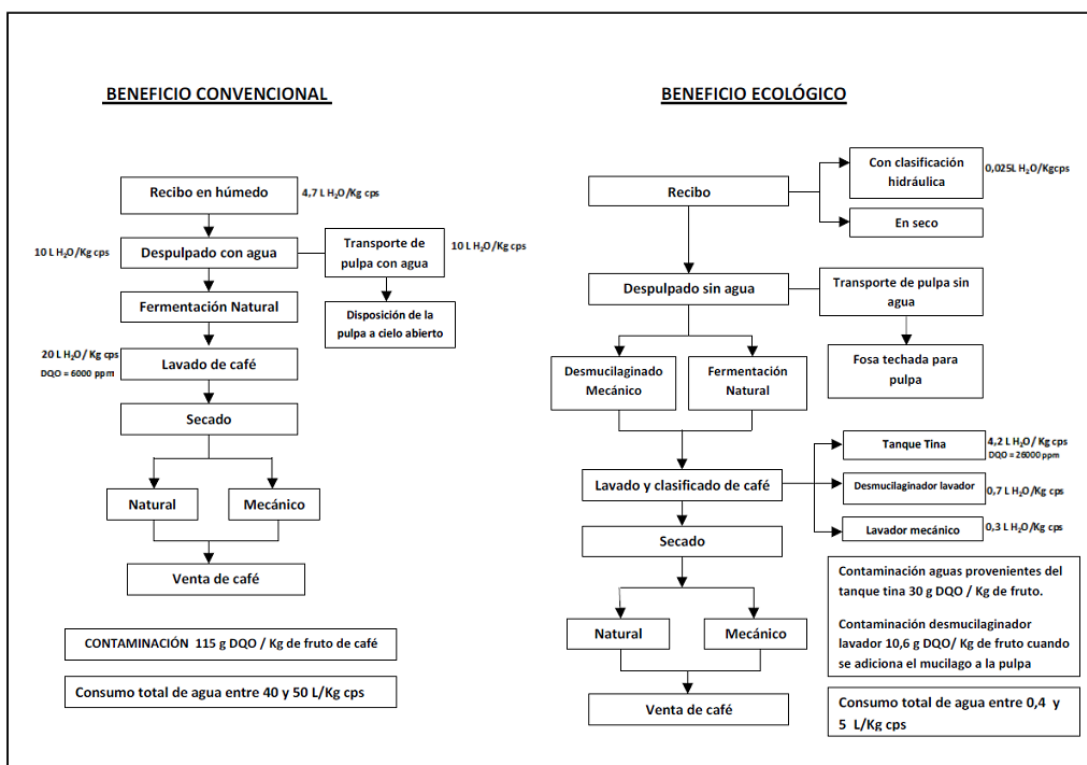 BENEFICIO CONVENCIONAL
Recibo en húmedo
4,7 L H₂O/Kg cps
10 L H₂O/Kg cps
Despulpado con agua
Transporte de
pulpa con agua
10 L H₂O/Kg cps
Fermentación Natural
Disposición de la
pulpa a cielo abierto
20 L H₂O/ Kg cps
DQO = 6000 ppm
Lavado de café
Secado
Natural
Mecánico
Venta de café
CONTAMINACIÓN 115 g DQO / Kg de fruto de café
Consumo total de agua entre 40 y 50 L/Kg cps
BENEFICIO ECOLÓGICO
Recibo
Con clasificación
hidráulica
0,025L H₂O/Kgcps
En seco
Despulpado sin agua
Transporte de pulpa sin
agua
Fosa techada para
pulpa
Desmucilaginado
Mecánico
Fermentación
Natural
Lavado y clasificado de café
Tanque Tina
4,2 L H₂O/ Kg cps
DQO = 26000 ppm
Desmucilaginador lavador
0,7 L H₂O/Kg cps
Lavador mecánico
0,3 L H₂O/Kg cps
Secado
Natural
Mecánico
Venta de café
Contaminación aguas provenientes del
tanque tina 30 g DQO / Kg de fruto.
Contaminación desmucilaginador
lavador 10,6 g DQO/ Kg de fruto cuando
se adiciona el mucilago a la pulpa
Consumo total de agua entre 0,4 y
5 L/Kg cps